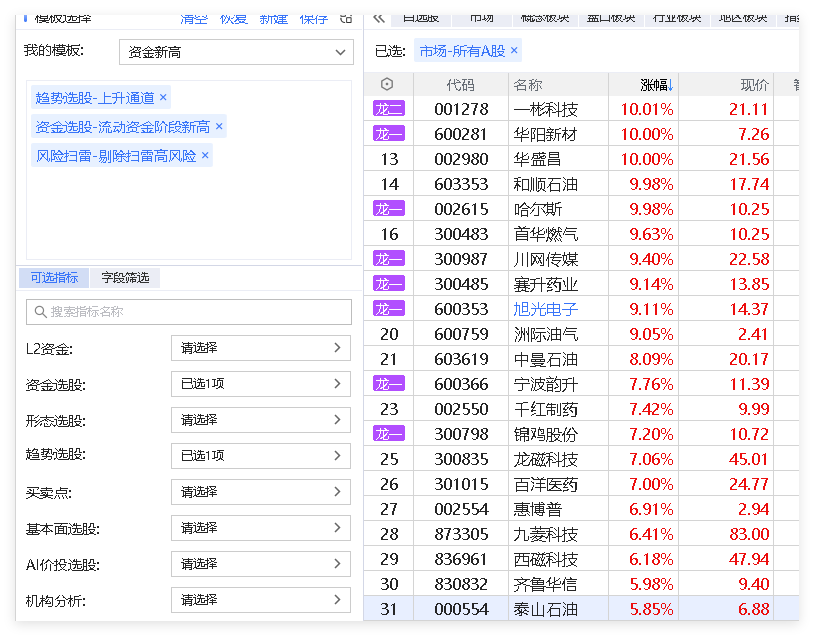 模板选择 清空 恢复 新建 保存
我的模板: 资金新高
趋势选股-上升通道 ×
资金选股-流动资金阶段新高 ×
风险扫雷-剔除扫雷高风险 ×
可选指标 字段筛选
搜索指标名称
L2资金: 请选择
资金选股: 已选1项
形态选股: 请选择
趋势选股: 已选1项
买卖点: 请选择
基本面选股: 请选择
AI价投选股: 请选择
机构分析: 请选择
自选股 市场 概念板块 盘口板块 行业板块 地区板块
已选: 市场-所有A股 ×
代码 名称 涨幅↓ 现价
龙二 001278 一彬科技 10.01% 21.11
龙一 600281 华阳新材 10.00% 7.26
13 002980 华盛昌 10.00% 21.56
14 603353 和顺石油 9.98% 17.74
龙一 002615 哈尔斯 9.98% 10.25
16 300483 首华燃气 9.63% 10.25
龙一 300987 川网传媒 9.40% 22.58
龙一 300485 赛升药业 9.14% 13.85
龙一 600353 旭光电子 9.11% 14.37
20 600759 洲际油气 9.05% 2.41
21 603619 中曼石油 8.09% 20.17
龙一 600366 宁波韵升 7.76% 11.39
23 002550 千红制药 7.42% 9.99
龙一 300798 锦鸡股份 7.20% 10.72
25 300835 龙磁科技 7.06% 45.01
26 301015 百洋医药 7.00% 24.77
27 002554 惠博普 6.91% 2.94
28 873305 九菱科技 6.41% 83.00
29 836961 西磁科技 6.18% 47.94
30 830832 齐鲁华信 5.98% 9.40
31 000554 泰山石油 5.85% 6.88